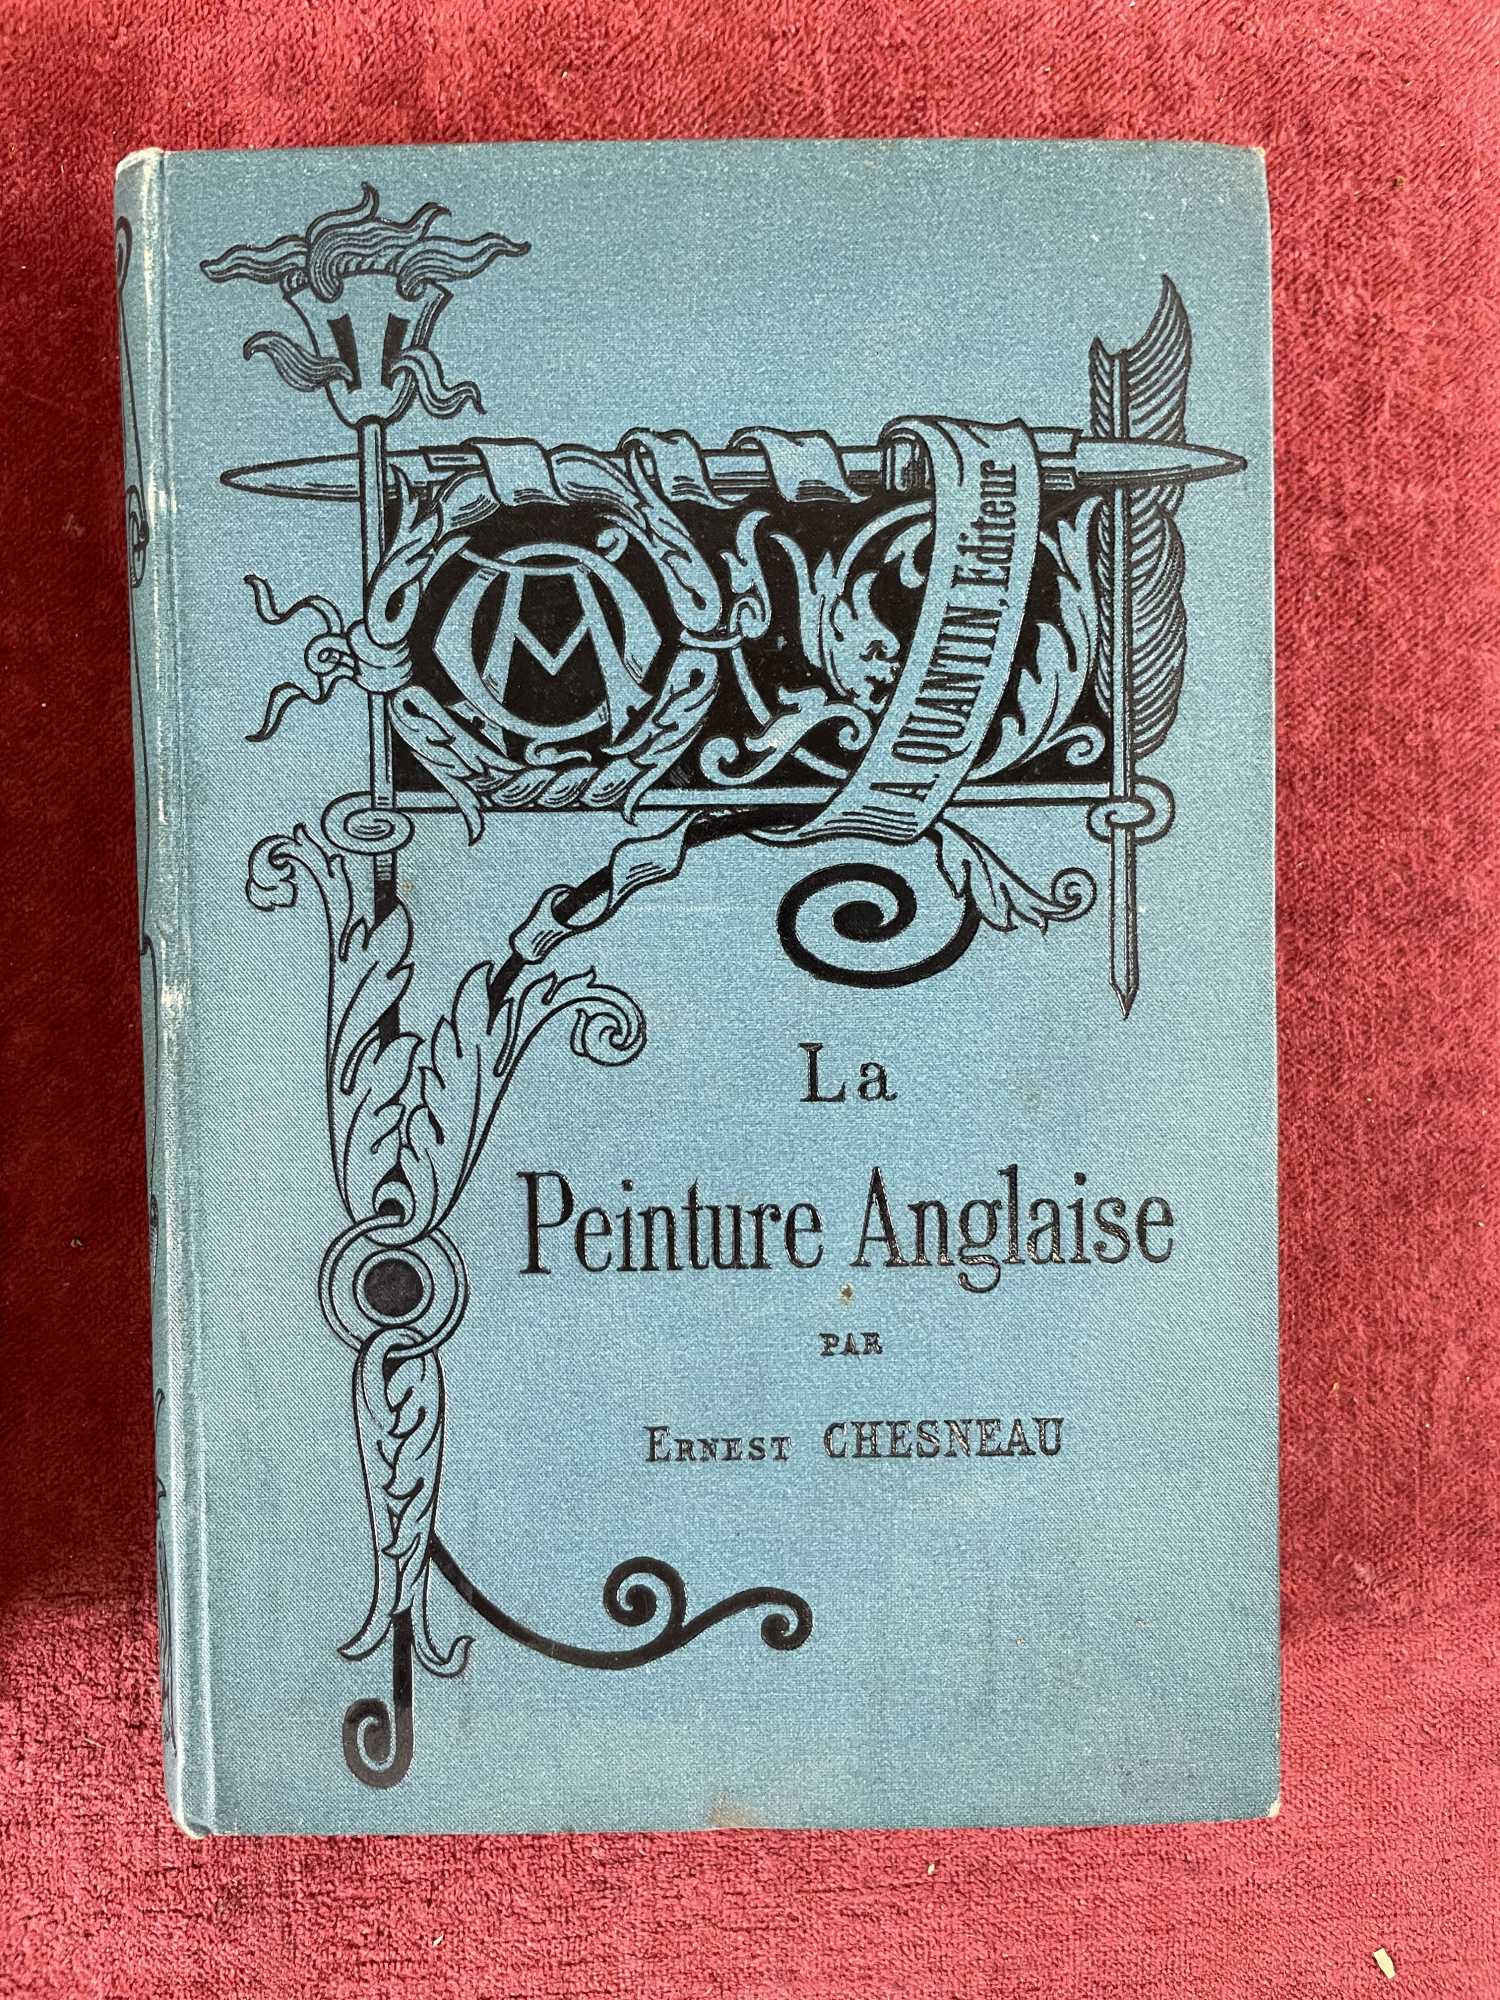 A. QUANTIN, Editeur
La
Peinture Anglaise
PAR
ERNEST CHESNEAU